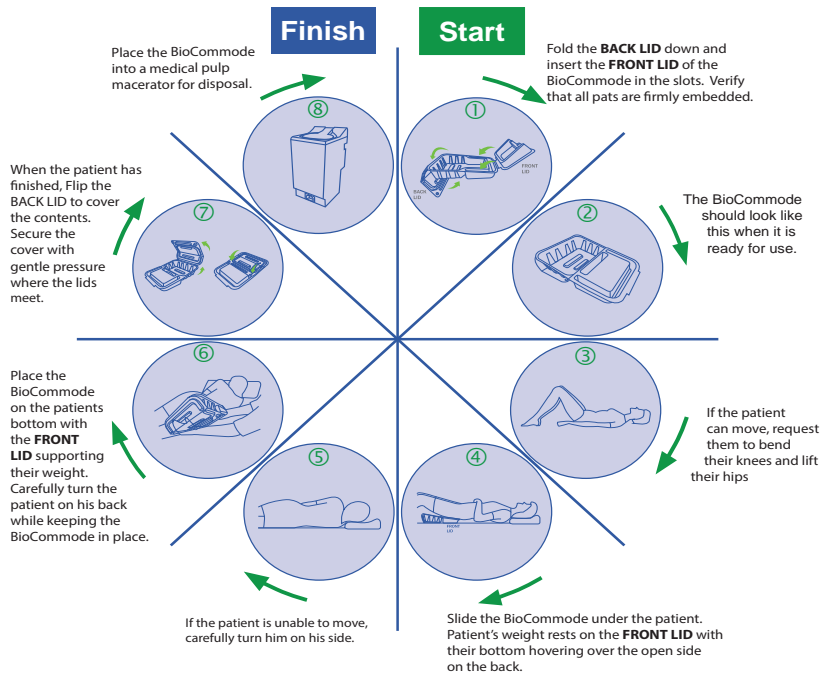 Finish
Start
Fold the BACK LID down and
insert the FRONT LID of the
BioCommode in the slots. Verify
that all pats are firmly embedded.
①
BACK
LID
FRONT
LID
②
The BioCommode
should look like
this when it is
ready for use.
③
If the patient
can move, request
them to bend
their knees and lift
their hips
④
FRONT
LID
Slide the BioCommode under the patient.
Patient's weight rests on the FRONT LID with
their bottom hovering over the open side
on the back.
⑤
If the patient is unable to move,
carefully turn him on his side.
⑥
Place the
BioCommode
on the patients
bottom with
the FRONT
LID supporting
their weight.
Carefully turn the
patient on his back
while keeping the
BioCommode in place.
⑦
When the patient has
finished, Flip the
BACK LID to cover
the contents.
Secure the
cover with
gentle pressure
where the lids
meet.
⑧
Place the BioCommode
into a medical pulp
macerator for disposal.